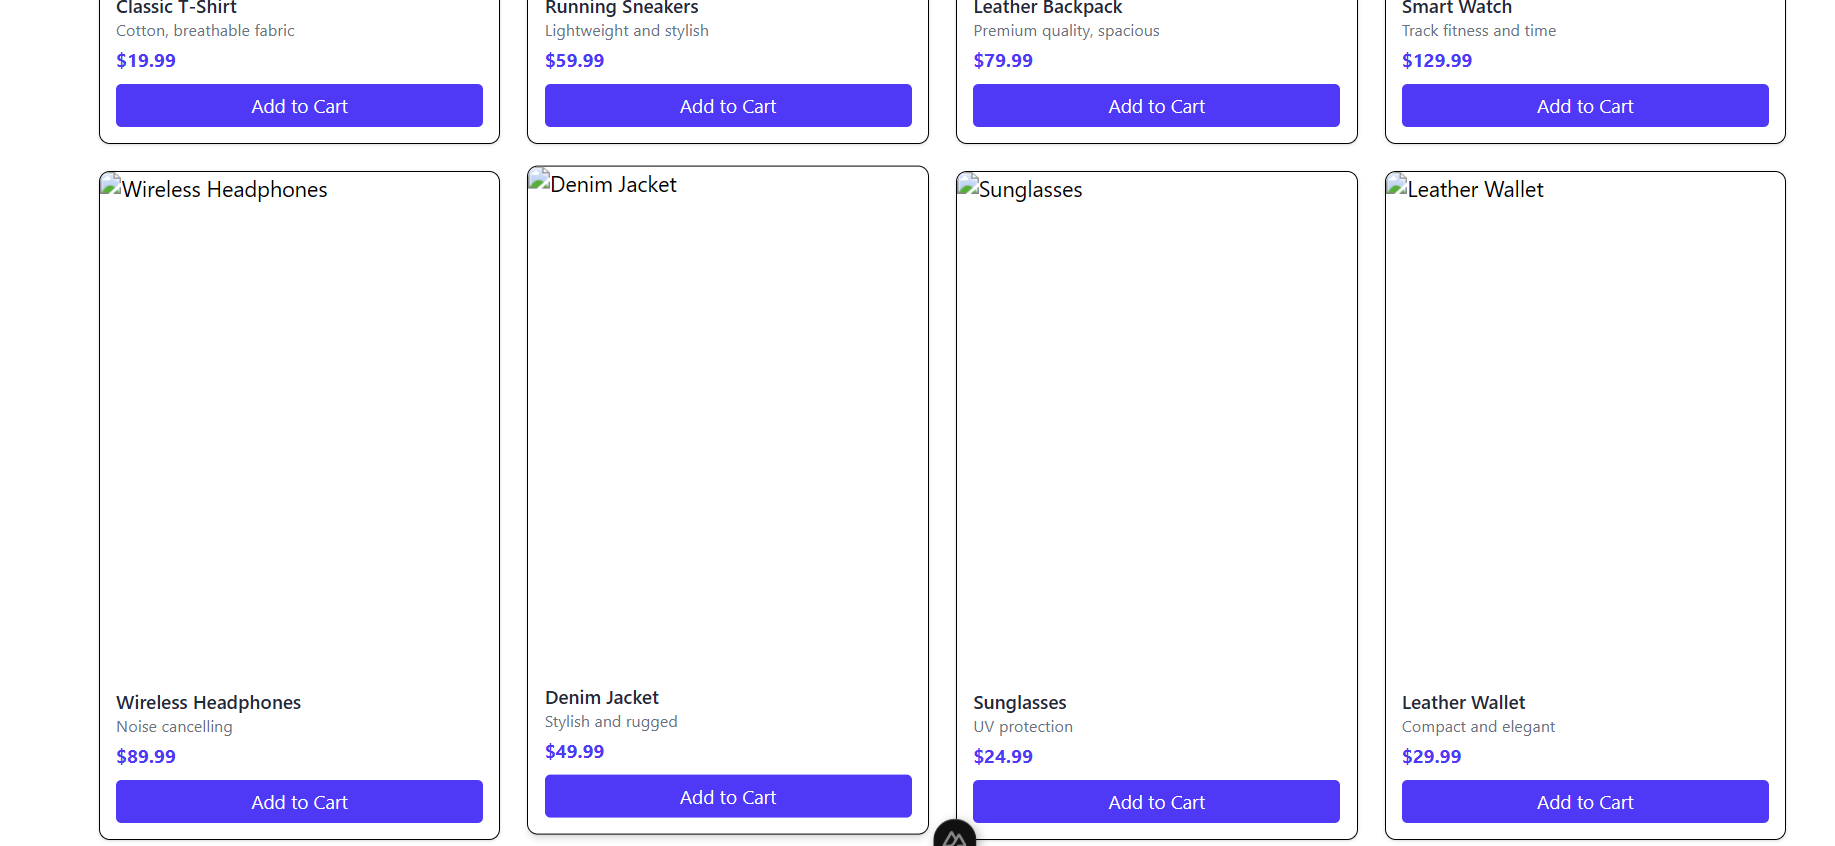 Classic T-Shirt
Cotton, breathable fabric
$19.99
Add to Cart
Running Sneakers
Lightweight and stylish
$59.99
Add to Cart
Leather Backpack
Premium quality, spacious
$79.99
Add to Cart
Smart Watch
Track fitness and time
$129.99
Add to Cart
Wireless Headphones
Wireless Headphones
Noise cancelling
$89.99
Add to Cart
Denim Jacket
Denim Jacket
Stylish and rugged
$49.99
Add to Cart
Sunglasses
Sunglasses
UV protection
$24.99
Add to Cart
Leather Wallet
Leather Wallet
Compact and elegant
$29.99
Add to Cart